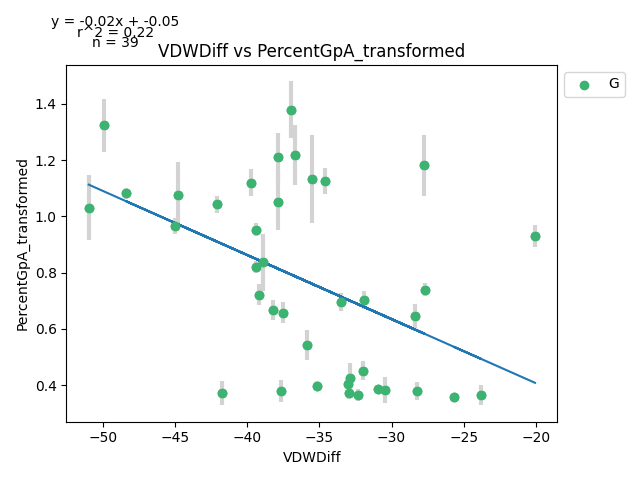 y = -0.02x + -0.05
r^2 = 0.22
n = 39
VDWDiff vs PercentGpA_transformed
G
PercentGpA_transformed
1.4
1.2
1.0
0.8
0.6
0.4
−50
−45
−40
−35
−30
−25
−20
VDWDiff